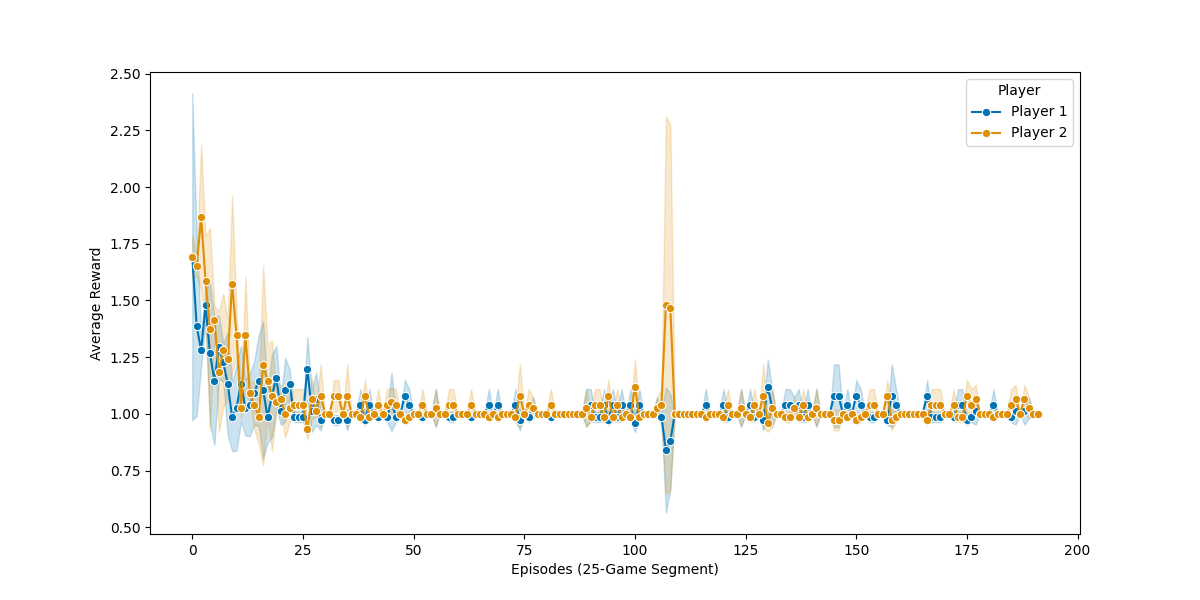 2.50
2.25
2.00
1.75
1.50
1.25
1.00
0.75
0.50
Average Reward
Player
Player 1
Player 2
0 25 50 75 100 125 150 175 200
Episodes (25-Game Segment)